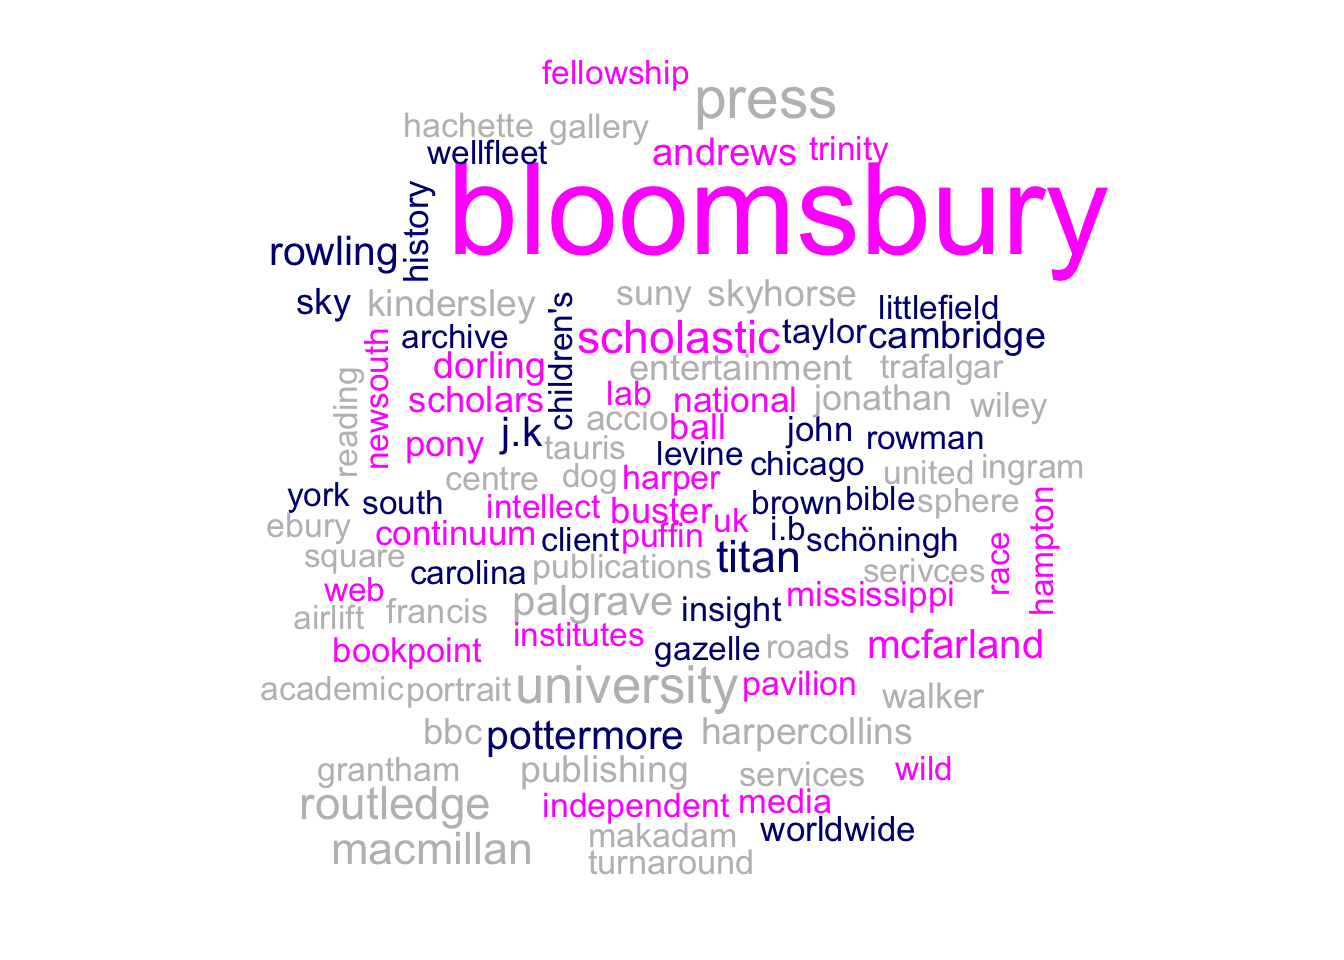 fellowship
press
hachette gallery
wellfleet andrews trinity
bloomsbury
history
rowling
sky kindersley suny skyhorse littlefield
archive children's scholastic taylor cambridge
newsouth dorling entertainment trafalgar
reading scholars lab national jonathan wiley
accio ball
pony j.k tauris levine john rowman
centre dog harper chicago united ingram
york south intellect buster brown bible sphere
ebury continuum client puffin uk i.b schöningh race hampton
square carolina publications titan serivces
web airlift francis palgrave insight mississippi
bookpoint institutes gazelle roads mcfarland
academic portrait university pavilion walker
bbc pottermore harpercollins
grantham publishing services wild
routledge independent media
macmillan makadam worldwide
turnaround